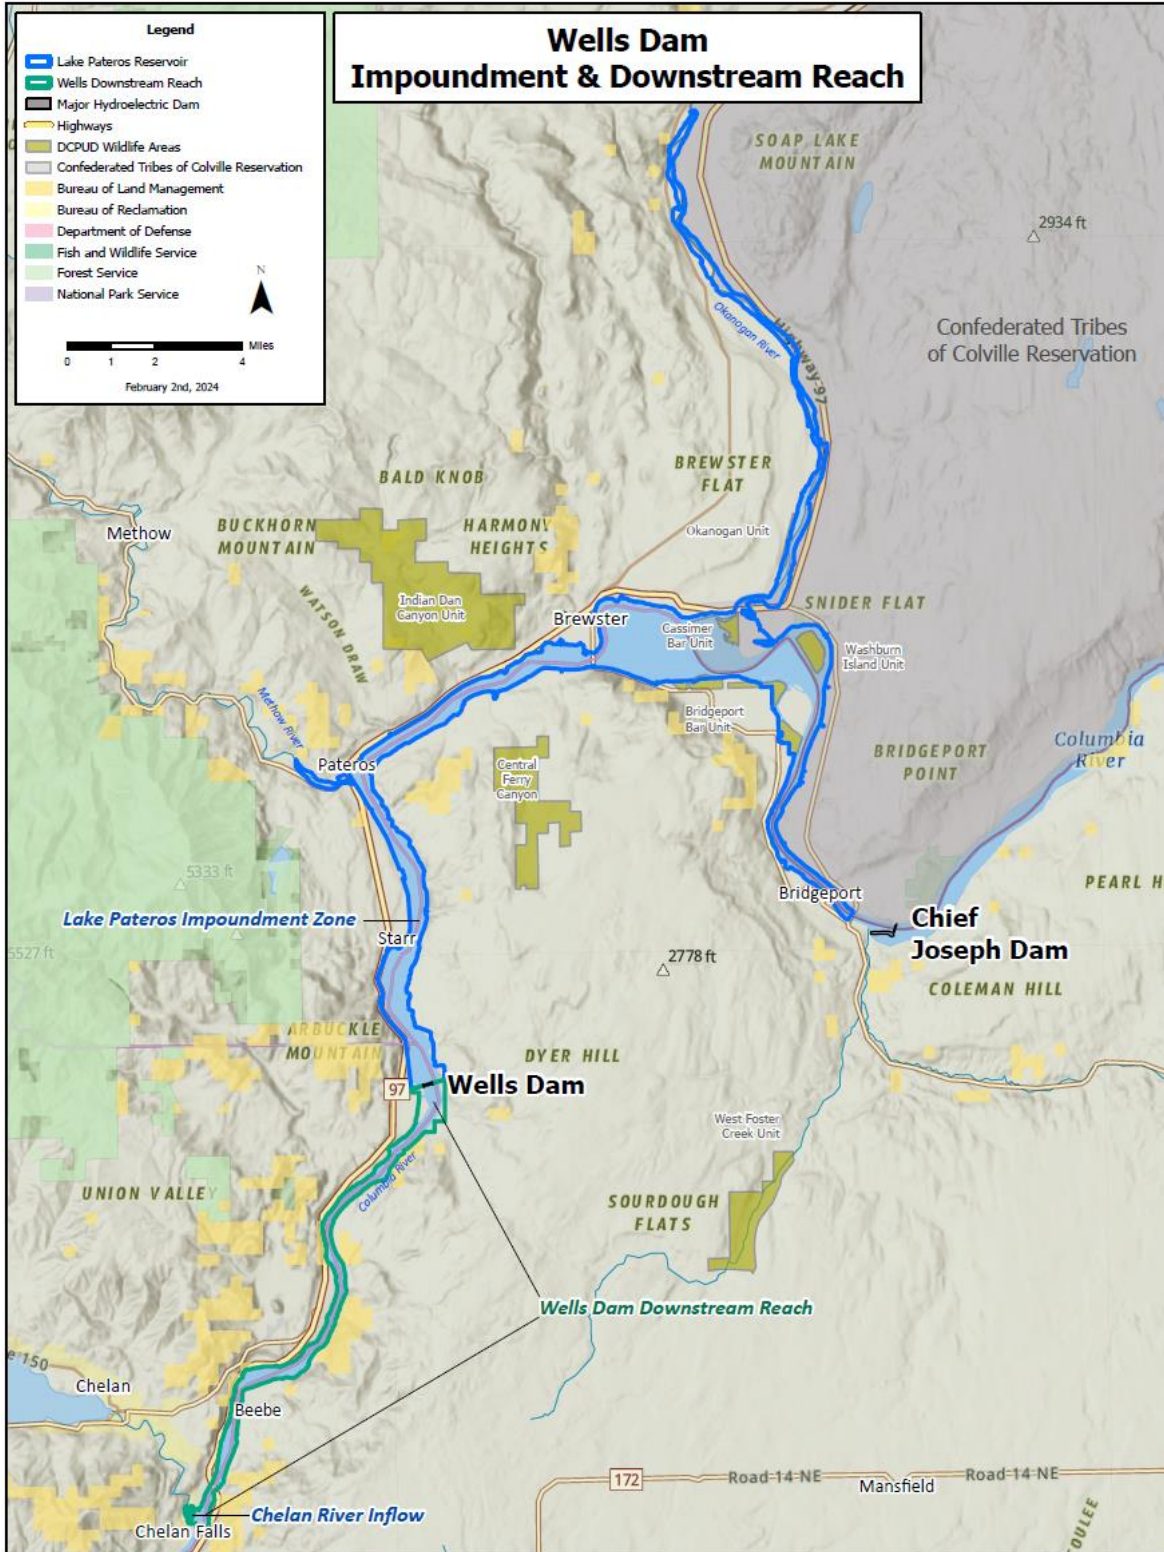 Wells Dam
Impoundment & Downstream Reach
Legend
Lake Pateros Reservoir
Wells Downstream Reach
Major Hydroelectric Dam
Highways
DCPUD Wildlife Areas
Confederated Tribes of Colville Reservation
Bureau of Land Management
Bureau of Reclamation
Department of Defense
Fish and Wildlife Service
Forest Service
National Park Service
N
0 1 2 4 Miles
February 2nd, 2024
SOAP LAKE
MOUNTAIN
2934 ft
Okanogan River
Highway 97
Confederated Tribes
of Colville Reservation
BALD KNOB
BREWSTER
FLAT
Methow
BUCKHORN
MOUNTAIN
HARMONY
HEIGHTS
Okanogan Unit
WATSON DRAW
Indian Dan
Canyon Unit
Brewster
Cassimer
Bar Unit
SNIDER FLAT
Washburn
Island Unit
Methow River
Bridgeport
Bar Unit
Columbia
River
BRIDGEPORT
POINT
Pateros
Central
Ferry
Canyon
5333 ft
Bridgeport
PEARL H
Lake Pateros Impoundment Zone
Chief
Joseph Dam
Starr
5527 ft
2778 ft
COLEMAN HILL
ARBUCKLE
MOUNTAIN
DYER HILL
97
Wells Dam
West Foster
Creek Unit
Columbia River
UNION VALLEY
SOURDOUGH
FLATS
Wells Dam Downstream Reach
e 150
Chelan
Beebe
172
Road 14 NE
Mansfield
Road 14 NE
Chelan River Inflow
Chelan Falls
OULEE